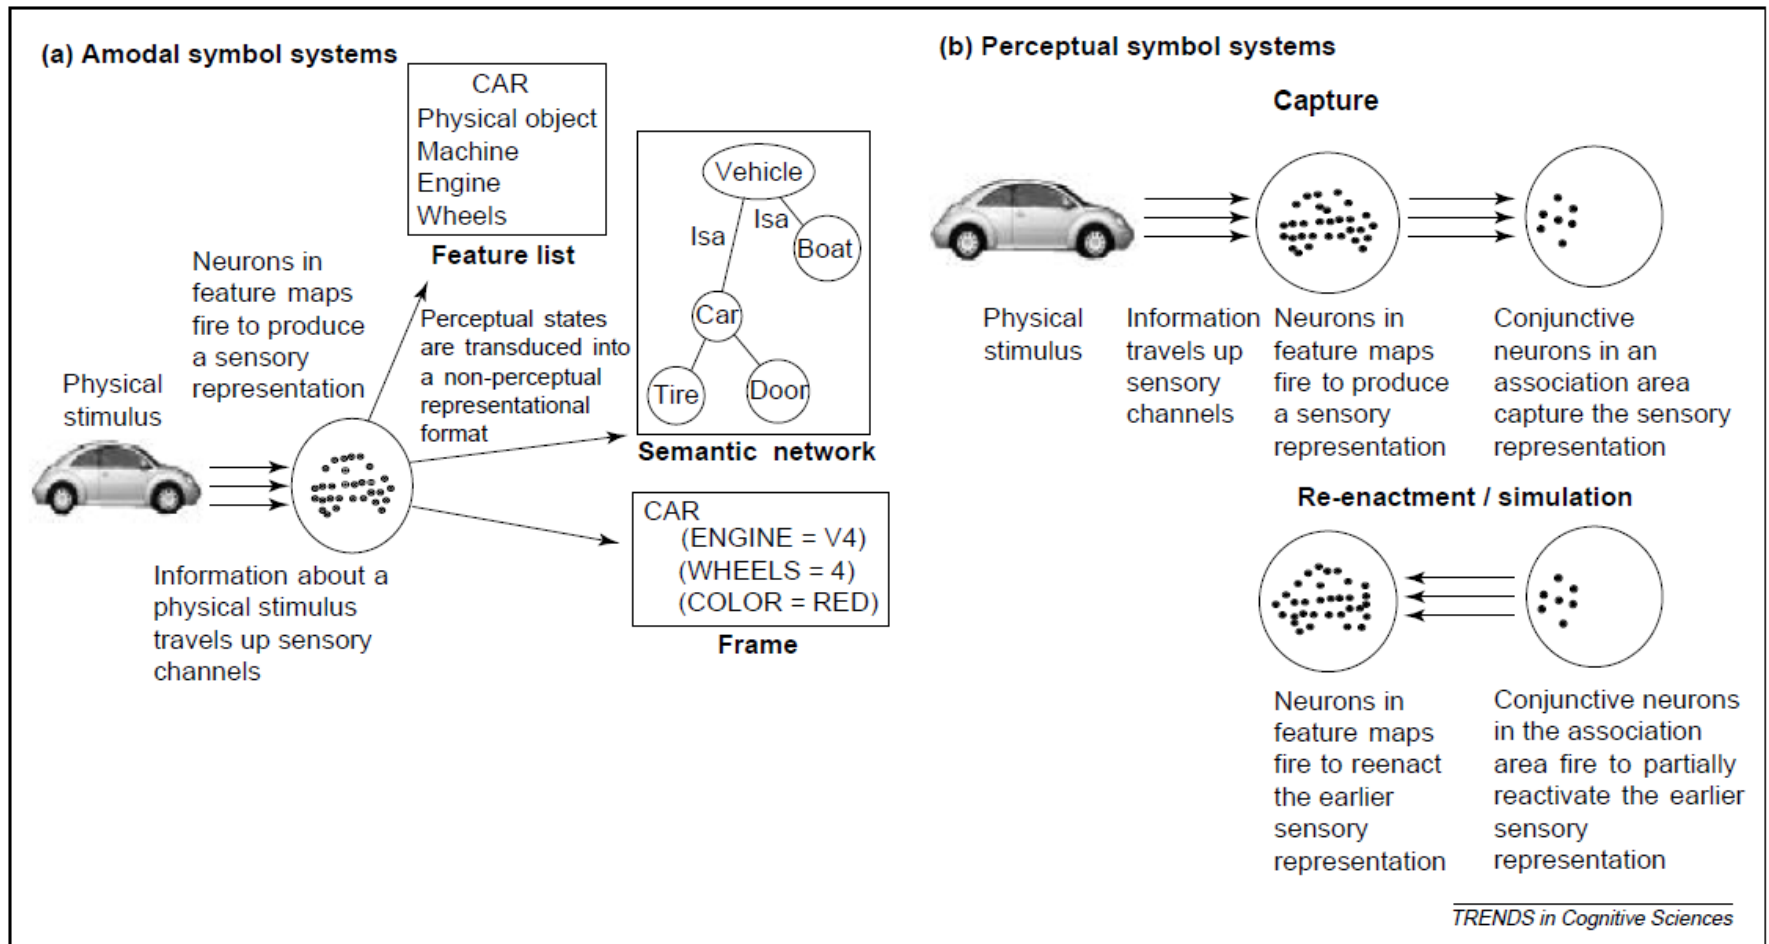 (a) Amodal symbol systems
CAR
Physical object
Machine
Engine
Wheels
Feature list
Neurons in
feature maps
fire to produce
a sensory
representation
Physical
stimulus
Information about a
physical stimulus
travels up sensory
channels
Perceptual states
are transduced into
a non-perceptual
representational
format
Vehicle
Isa
Isa
Boat
Car
Tire
Door
Semantic network
CAR
(ENGINE = V4)
(WHEELS = 4)
(COLOR = RED)
Frame
(b) Perceptual symbol systems
Capture
Physical
stimulus
Information
travels up
sensory
channels
Neurons in
feature maps
fire to produce
a sensory
representation
Conjunctive
neurons in an
association area
capture the sensory
representation
Re-enactment / simulation
Neurons in
feature maps
fire to reenact
the earlier
sensory
representation
Conjunctive neurons
in the association
area fire to partially
reactivate the earlier
sensory
representation
TRENDS in Cognitive Sciences